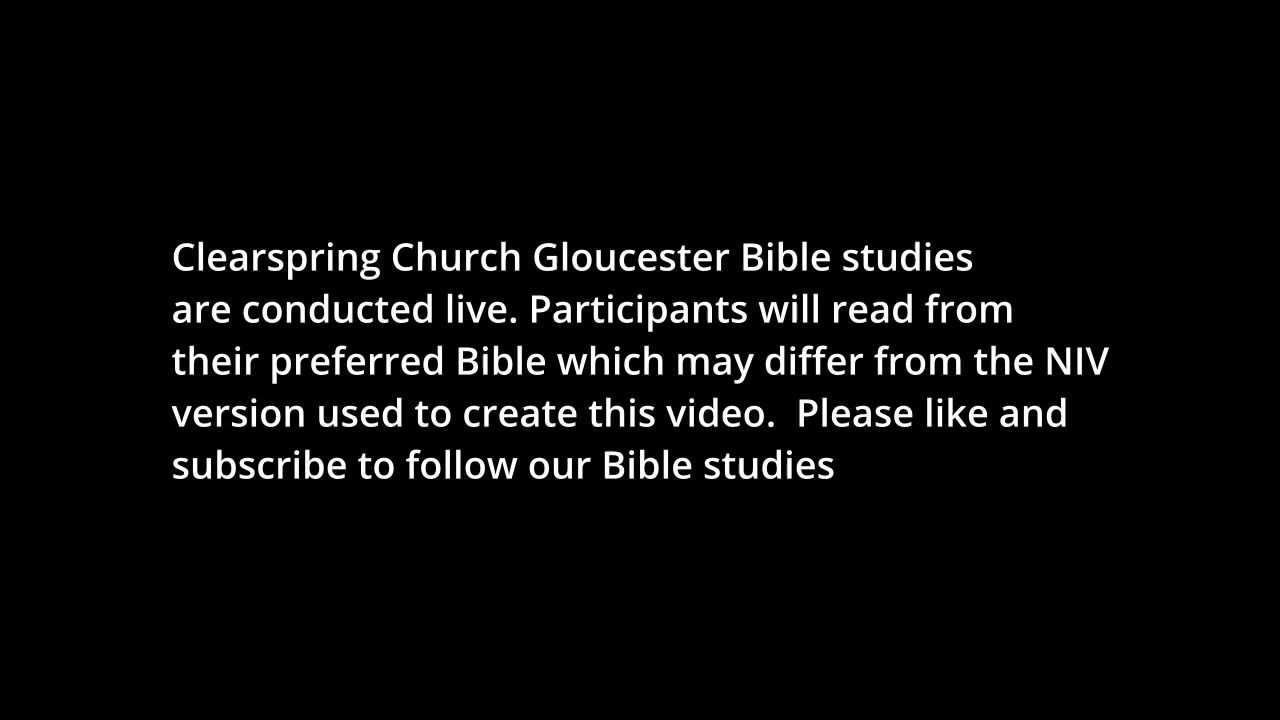 Clearspring Church Gloucester Bible studies
are conducted live. Participants will read from
their preferred Bible which may differ from the NIV
version used to create this video.  Please like and
subscribe to follow our Bible studies